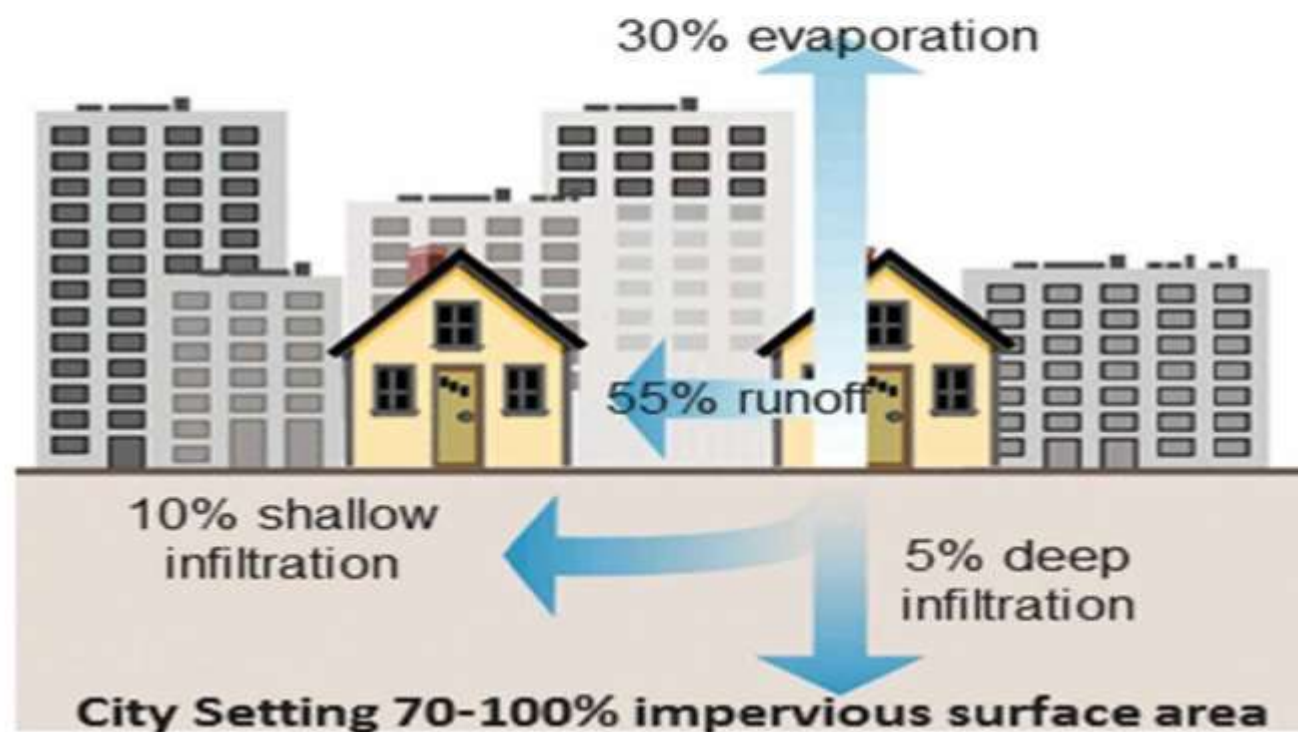 30% evaporation
55% runoff
10% shallow
infiltration
5% deep
infiltration
City Setting 70-100% impervious surface area